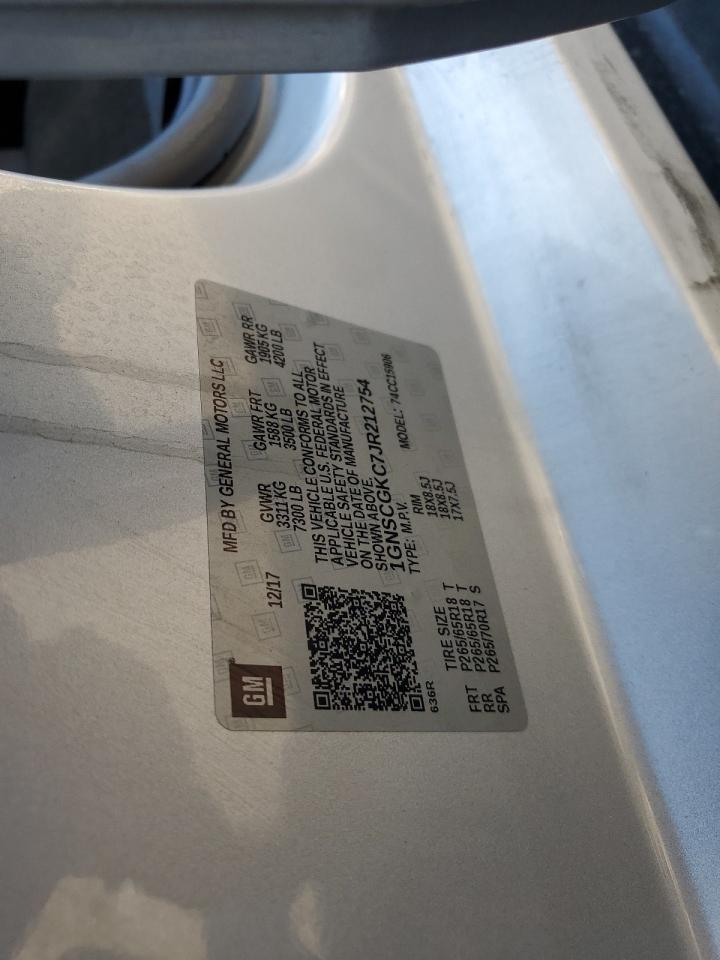 GM
12/17
MFD BY GENERAL MOTORS LLC
GVWR GAWR FRT GAWR RR
3311 KG 1588 KG 1905 KG
7300 LB 3500 LB 4200 LB
THIS VEHICLE CONFORMS TO ALL
APPLICABLE U.S. FEDERAL MOTOR
VEHICLE SAFETY STANDARDS IN EFFECT
ON THE DATE OF MANUFACTURE
SHOWN ABOVE.
1GNSCGKC7JR212754
TYPE: M.P.V. MODEL: 74CC15906
636R
TIRE SIZE RIM
FRT P265/65R18 T 18X8.5J
RR P265/65R18 T 18X8.5J
SPA P265/70R17 S 17X7.5J